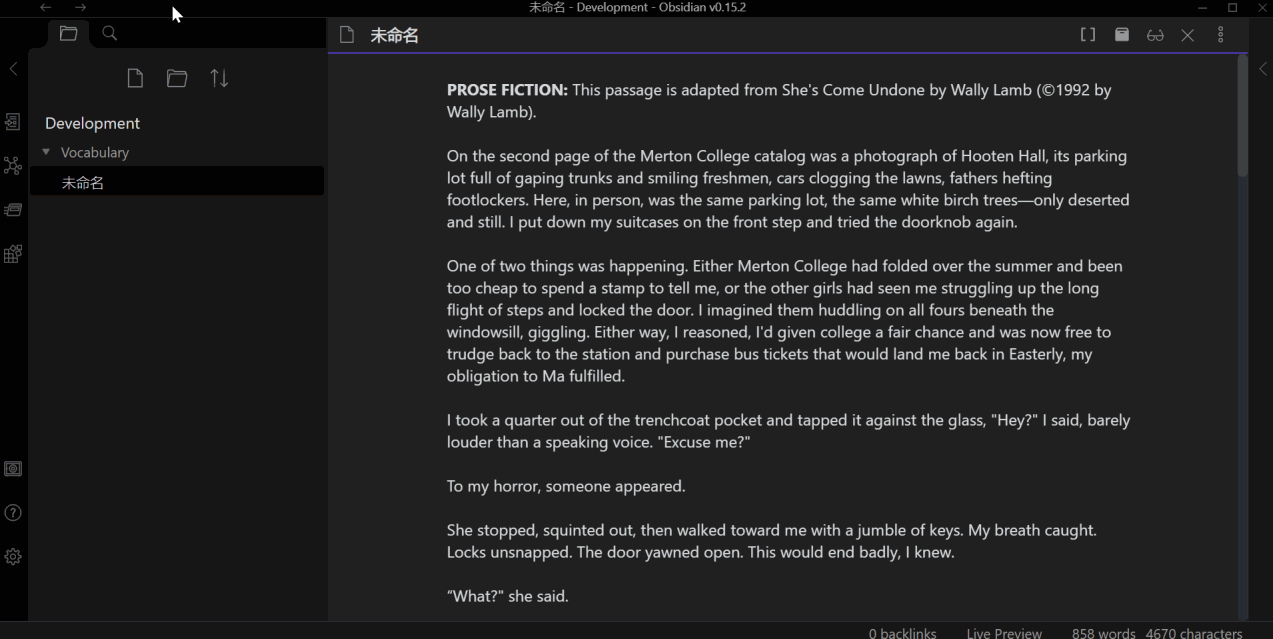 未命名 - Development - Obsidian v0.15.2
未命名
Development
Vocabulary
未命名
PROSE FICTION: This passage is adapted from She's Come Undone by Wally Lamb (©1992 by
Wally Lamb).
On the second page of the Merton College catalog was a photograph of Hooten Hall, its parking
lot full of gaping trunks and smiling freshmen, cars clogging the lawns, fathers hefting
footlockers. Here, in person, was the same parking lot, the same white birch trees—only deserted
and still. I put down my suitcases on the front step and tried the doorknob again.
One of two things was happening. Either Merton College had folded over the summer and been
too cheap to spend a stamp to tell me, or the other girls had seen me struggling up the long
flight of steps and locked the door. I imagined them huddling on all fours beneath the
windowsill, giggling. Either way, I reasoned, I'd given college a fair chance and was now free to
trudge back to the station and purchase bus tickets that would land me back in Easterly, my
obligation to Ma fulfilled.
I took a quarter out of the trenchcoat pocket and tapped it against the glass, "Hey?" I said, barely
louder than a speaking voice. "Excuse me?"
To my horror, someone appeared.
She stopped, squinted out, then walked toward me with a jumble of keys. My breath caught.
Locks unsnapped. The door yawned open. This would end badly, I knew.
“What?" she said.
0 backlinks Live Preview 858 words 4670 characters